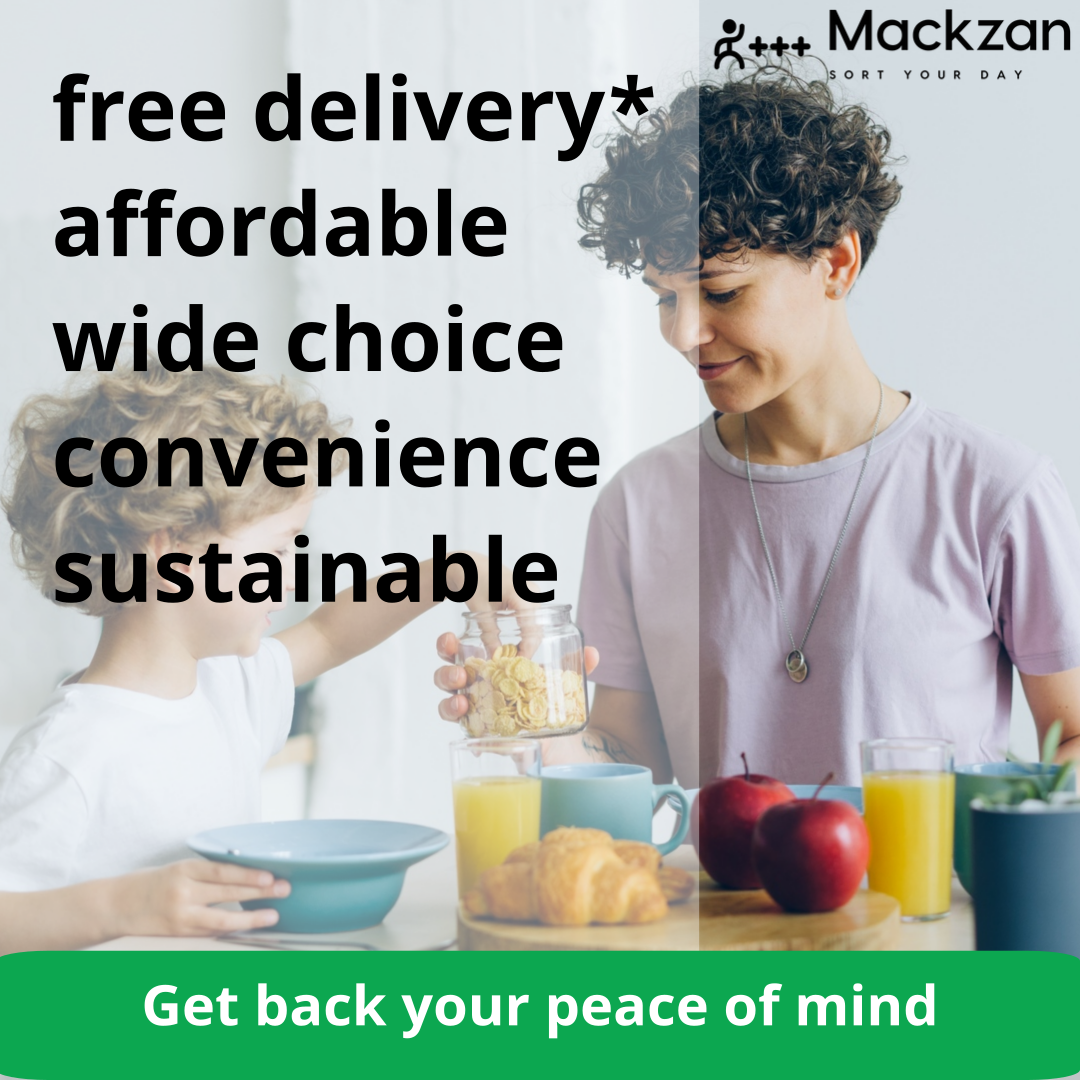 Mackzan
SORT YOUR DAY
free delivery*
affordable
wide choice
convenience
sustainable
Get back your peace of mind